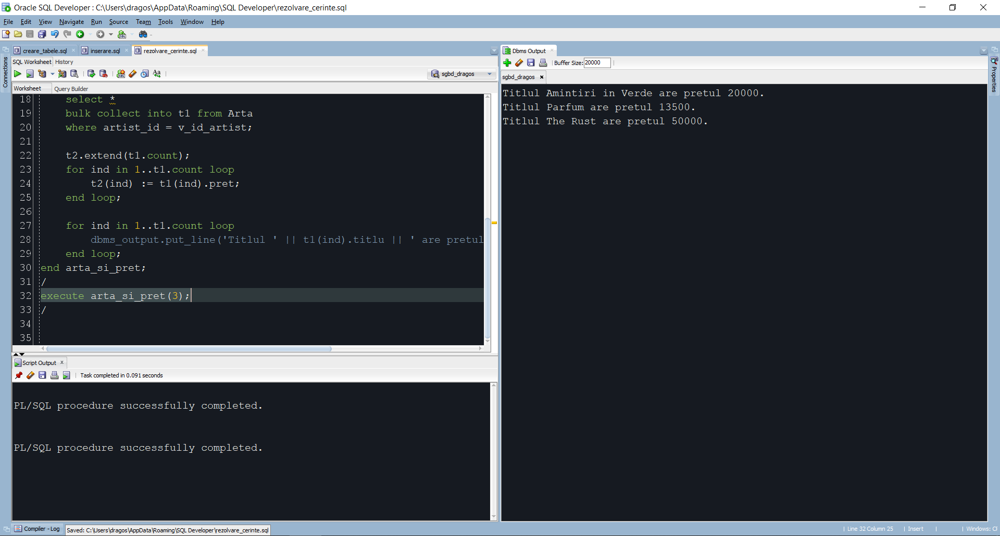 Oracle SQL Developer : C:\Users\dragos\AppData\Roaming\SQL Developer\rezolvare_cerinte.sql
File Edit View Navigate Run Source Team Tools Window Help
creare_tabele.sql
inserare.sql
rezolvare_cerinte.sql
SQL Worksheet History
sgbd_dragos
Worksheet Query Builder
18 select *
19 bulk collect into t1 from Arta
20 where artist_id = v_id_artist;
21
22 t2.extend(t1.count);
23 for ind in 1..t1.count loop
24 t2(ind) := t1(ind).pret;
25 end loop;
26
27 for ind in 1..t1.count loop
28 dbms_output.put_line('Titlul ' || t1(ind).titlu || ' are pretul
29 end loop;
30 end arta_si_pret;
31 /
32 execute arta_si_pret(3);
33 /
34
35
Script Output
Task completed in 0.091 seconds
PL/SQL procedure successfully completed.
PL/SQL procedure successfully completed.
Dbms Output
Buffer Size: 20000
sgbd_dragos
Titlul Amintiri in Verde are pretul 20000.
Titlul Parfum are pretul 13500.
Titlul The Rust are pretul 50000.
Connections
Properties
Compiler - Log
Saved: C:\Users\dragos\AppData\Roaming\SQL Developer\rezolvare_cerinte.sql
Line 32 Column 25
Insert
Windows: CF